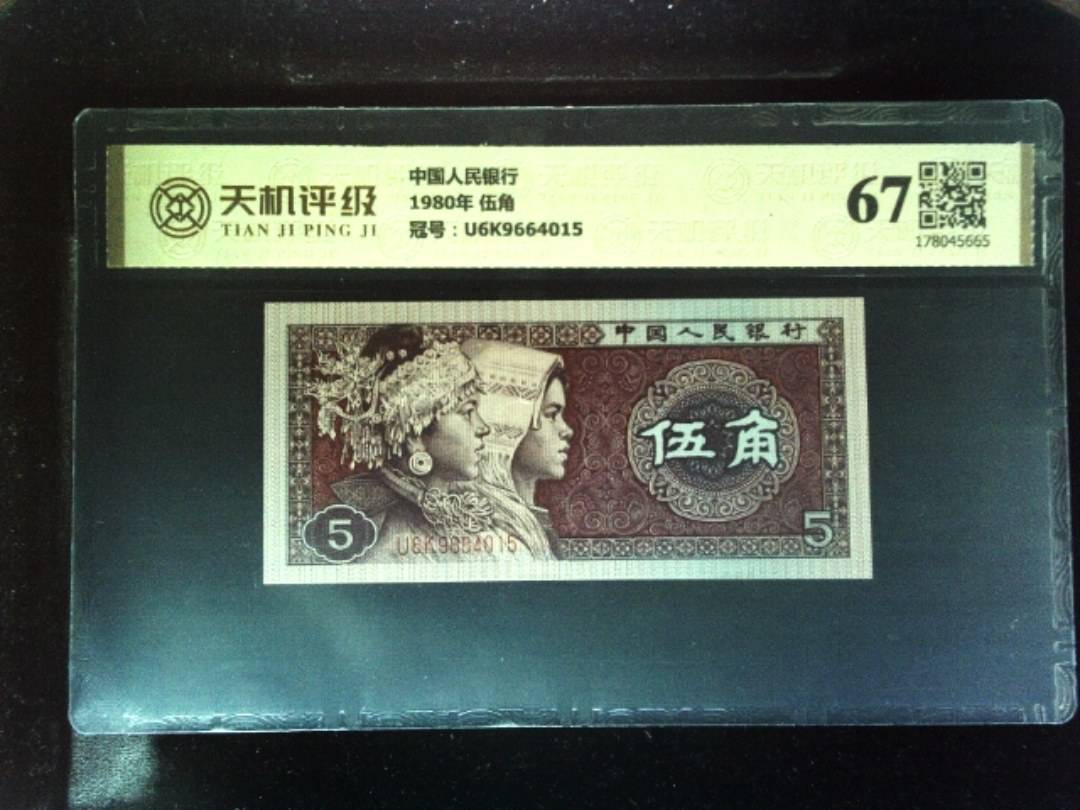 天机评级
TIAN JI PING JI
中国人民银行
1980年 伍角
冠号：U6K9664015
67
178045665
中国人民银行
伍角
5
U6K9664015
5